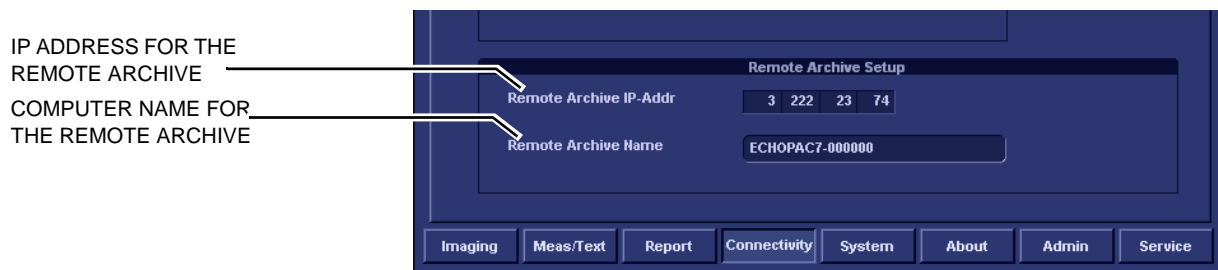 IP ADDRESS FOR THE
REMOTE ARCHIVE
COMPUTER NAME FOR
THE REMOTE ARCHIVE
Remote Archive Setup
Remote Archive IP-Addr 3 222 23 74
Remote Archive Name ECHOPAC7-000000
Imaging Meas/Text Report Connectivity System About Admin Service